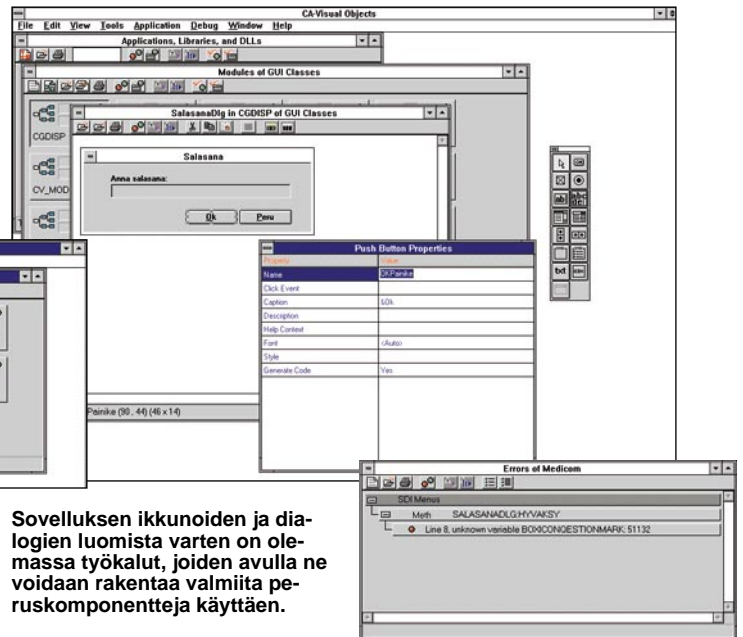 CA-Visual Objects
File Edit View Tools Application Debug Window Help
Applications, Libraries, and DLLs
Modules of GUI Classes
SalasanaDlg in CGDISP of GUI Classes
CGDISP
CV_MOD
Salasana
Anna salasana:
Ok
Peru
Push Button Properties
Property Value
Name OKPainike
Click Event
Caption &Ok
Description
Help Context
Font <Auto>
Style
Generate Code Yes
Painike (90, 44) (46 x 14)
txt
Errors of Medicom
SDI Menus
Meth SALASANADLG:HYVAKSY
Line 8, unknown variable BOXICONQESTIONMARK: 51132
Sovelluksen ikkunoiden ja dia-
logien luomista varten on ole-
massa työkalut, joiden avulla ne
voidaan rakentaa valmiita pe-
ruskomponentteja käyttäen.